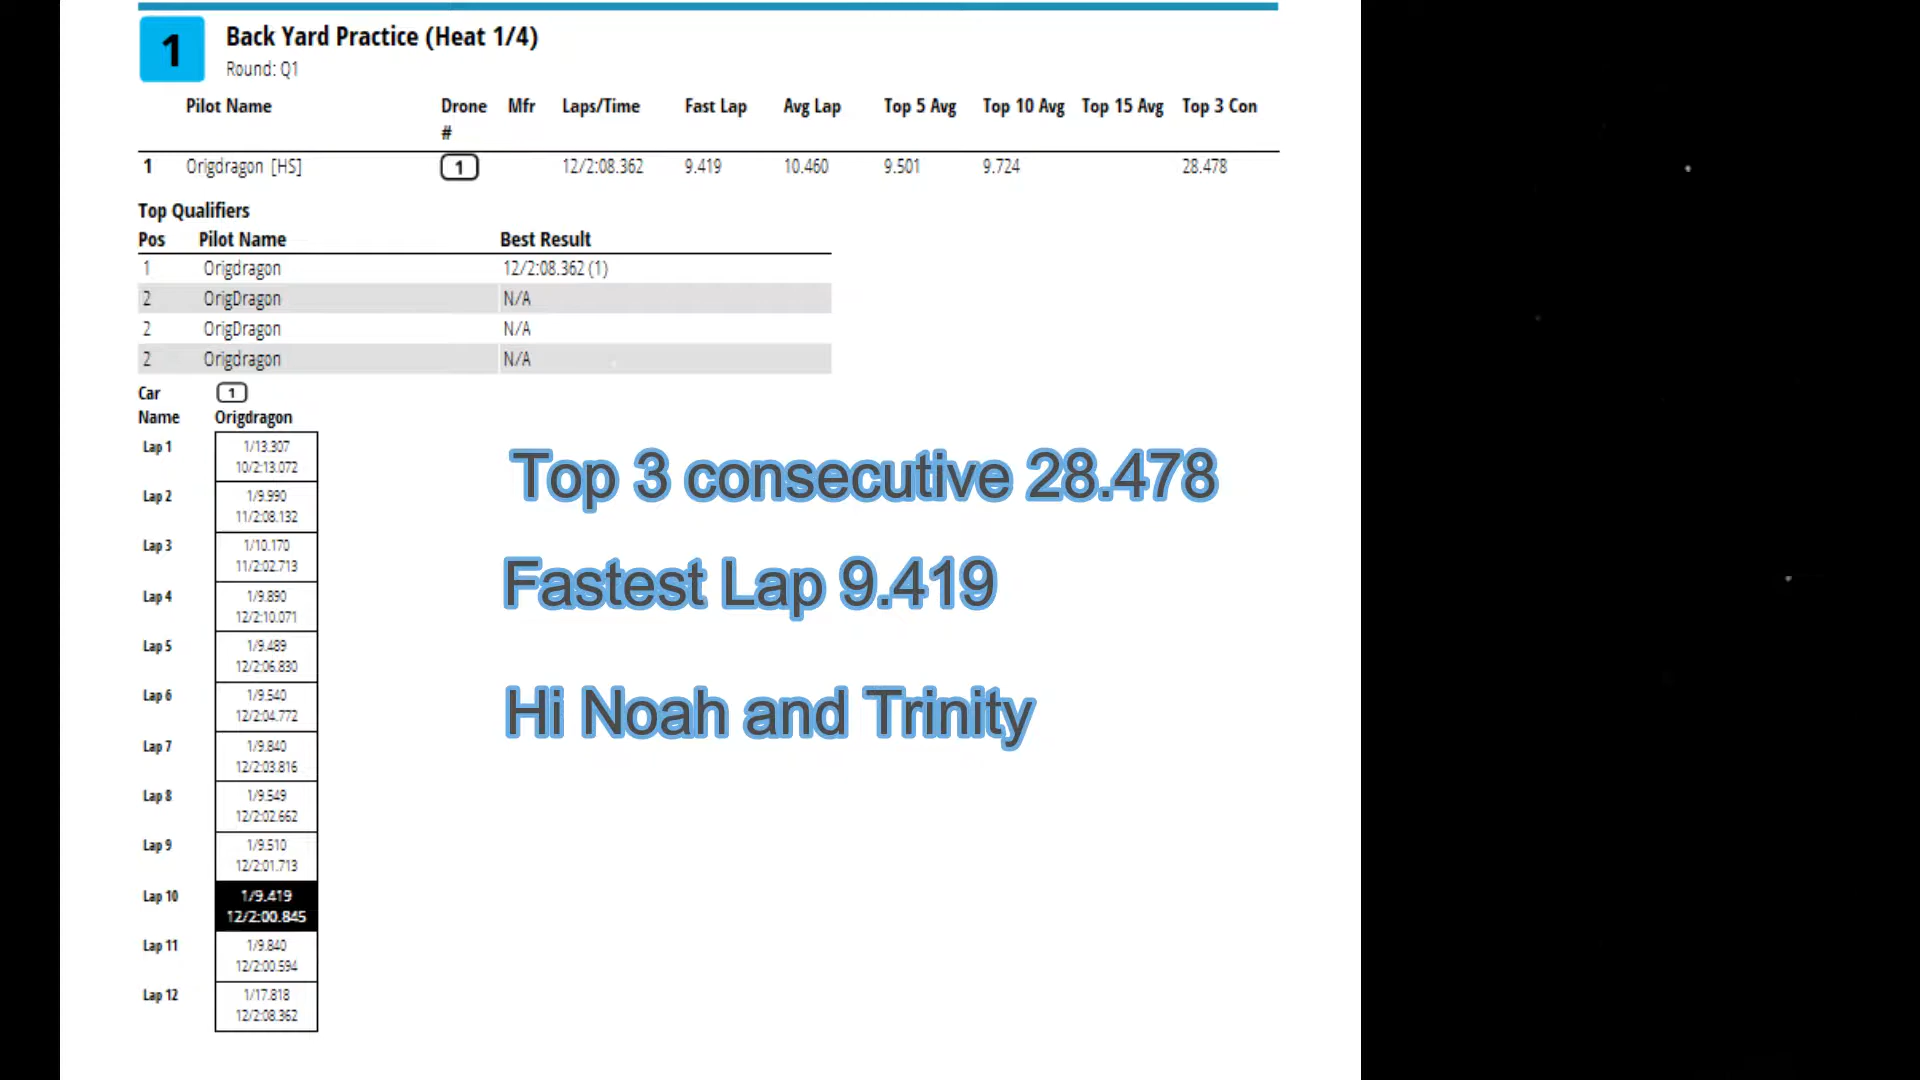 1
Back Yard Practice (Heat 1/4)
Round: Q1
Pilot Name Drone # Mfr Laps/Time Fast Lap Avg Lap Top 5 Avg Top 10 Avg Top 15 Avg Top 3 Con
1 Origdragon [HS] 1 12/2:08.362 9.419 10.460 9.501 9.724 28.478
Top Qualifiers
Pos Pilot Name Best Result
1 Origdragon 12/2:08.362 (1)
2 OrigDragon N/A
2 OrigDragon N/A
2 Origdragon N/A
Car 1
Name Origdragon
Lap 1 1/13.307
10/2:13.072
Lap 2 1/9.990
11/2:08.132
Lap 3 1/10.170
11/2:02.713
Lap 4 1/9.890
12/2:10.071
Lap 5 1/9.489
12/2:06.830
Lap 6 1/9.540
12/2:04.772
Lap 7 1/9.840
12/2:03.816
Lap 8 1/9.549
12/2:02.662
Lap 9 1/9.510
12/2:01.713
Lap 10 1/9.419
12/2:00.845
Lap 11 1/9.840
12/2:00.594
Lap 12 1/17.818
12/2:08.362
Top 3 consecutive 28.478
Fastest Lap 9.419
Hi Noah and Trinity